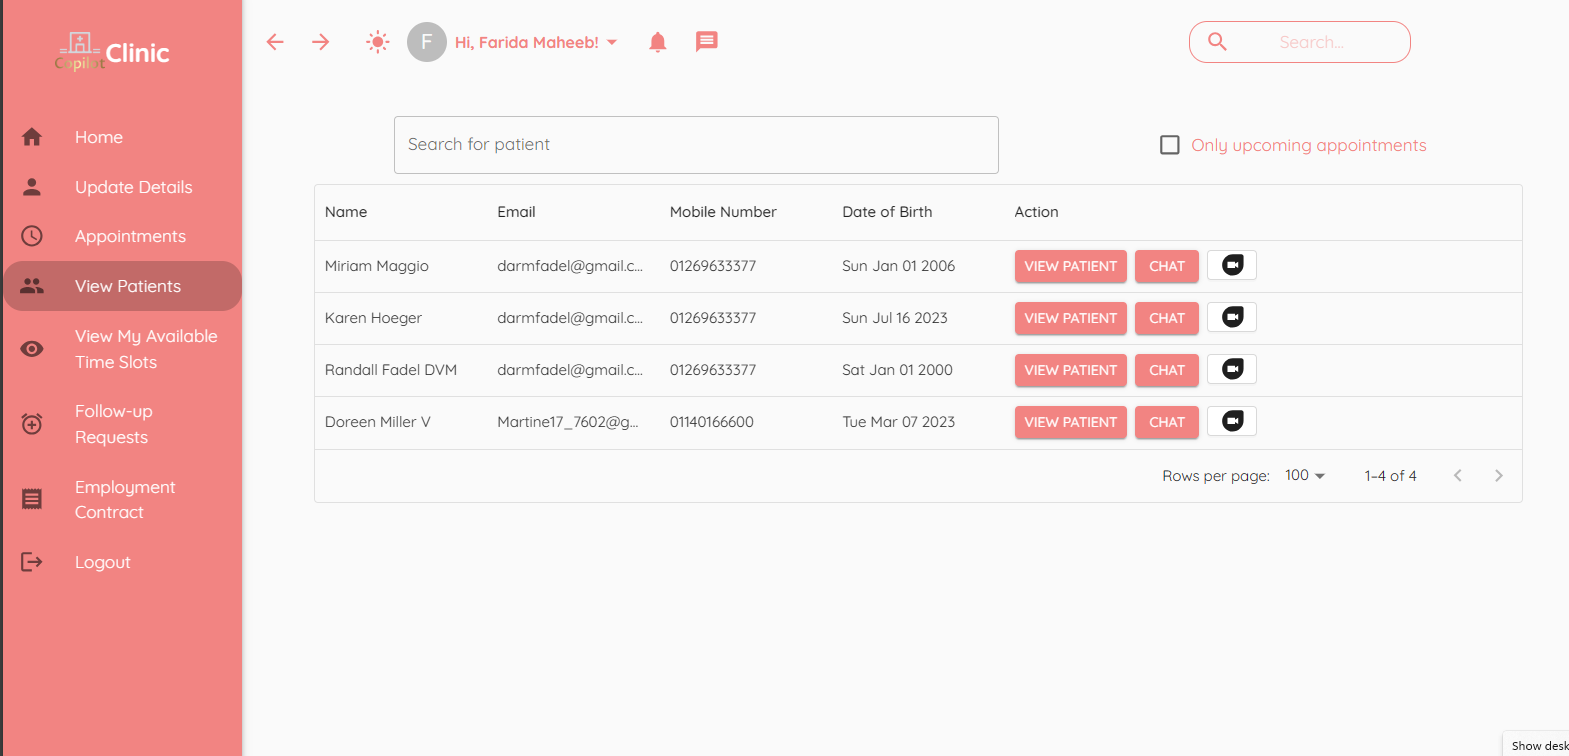 Copilot Clinic
F Hi, Farida Maheeb!
Search...
Home
Update Details
Appointments
View Patients
View My Available
Time Slots
Follow-up
Requests
Employment
Contract
Logout
Search for patient
Only upcoming appointments
Name Email Mobile Number Date of Birth Action
Miriam Maggio darmfadel@gmail.c... 01269633377 Sun Jan 01 2006 VIEW PATIENT CHAT
Karen Hoeger darmfadel@gmail.c... 01269633377 Sun Jul 16 2023 VIEW PATIENT CHAT
Randall Fadel DVM darmfadel@gmail.c... 01269633377 Sat Jan 01 2000 VIEW PATIENT CHAT
Doreen Miller V Martine17_7602@g... 01140166600 Tue Mar 07 2023 VIEW PATIENT CHAT
Rows per page: 100 1–4 of 4
Show desk